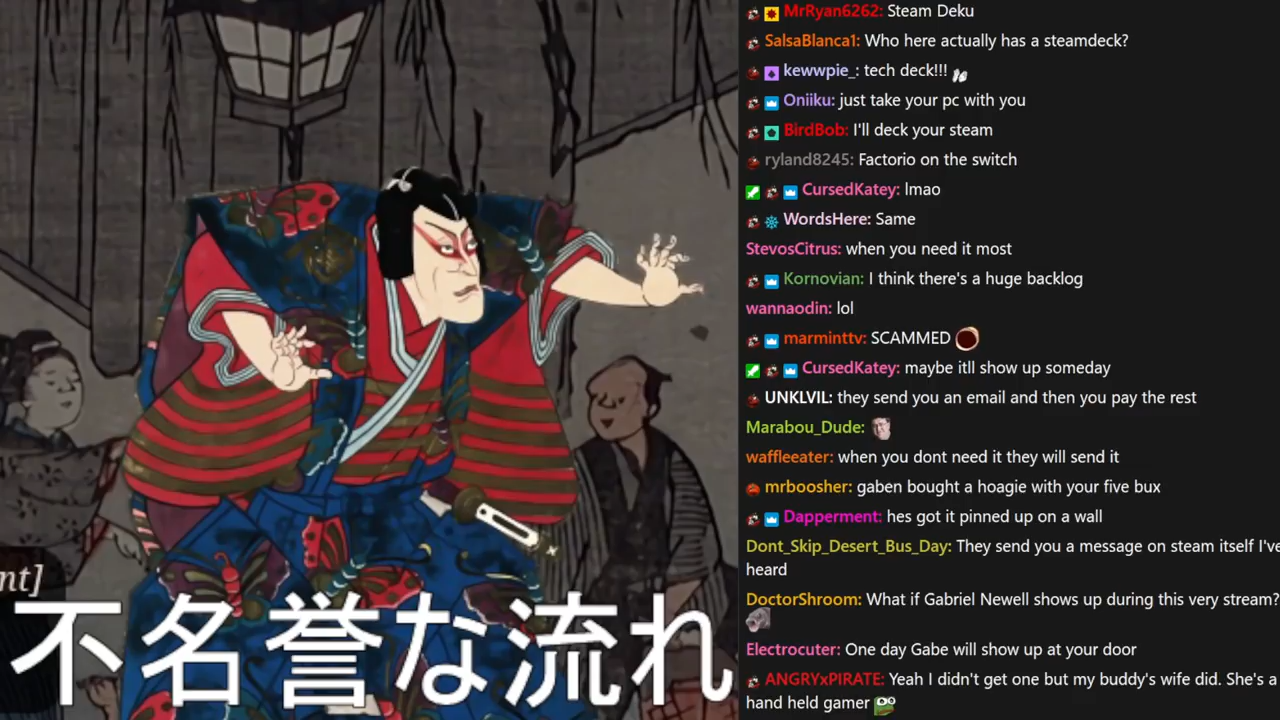 nt]
不名誉な流れ
MrRyan6262: Steam Deku
SalsaBlanca1: Who here actually has a steamdeck?
kewwpie_: tech deck!!!
Oniiku: just take your pc with you
BirdBob: I'll deck your steam
ryland8245: Factorio on the switch
CursedKatey: lmao
WordsHere: Same
StevosCitrus: when you need it most
Kornovian: I think there's a huge backlog
wannaodin: lol
marminttv: SCAMMED
CursedKatey: maybe itll show up someday
UNKLVIL: they send you an email and then you pay the rest
Marabou_Dude:
waffleeater: when you dont need it they will send it
mrboosher: gaben bought a hoagie with your five bux
Dapperment: hes got it pinned up on a wall
Dont_Skip_Desert_Bus_Day: They send you a message on steam itself I've
heard
DoctorShroom: What if Gabriel Newell shows up during this very stream?
Electrocuter: One day Gabe will show up at your door
ANGRYxPIRATE: Yeah I didn't get one but my buddy's wife did. She's a
hand held gamer